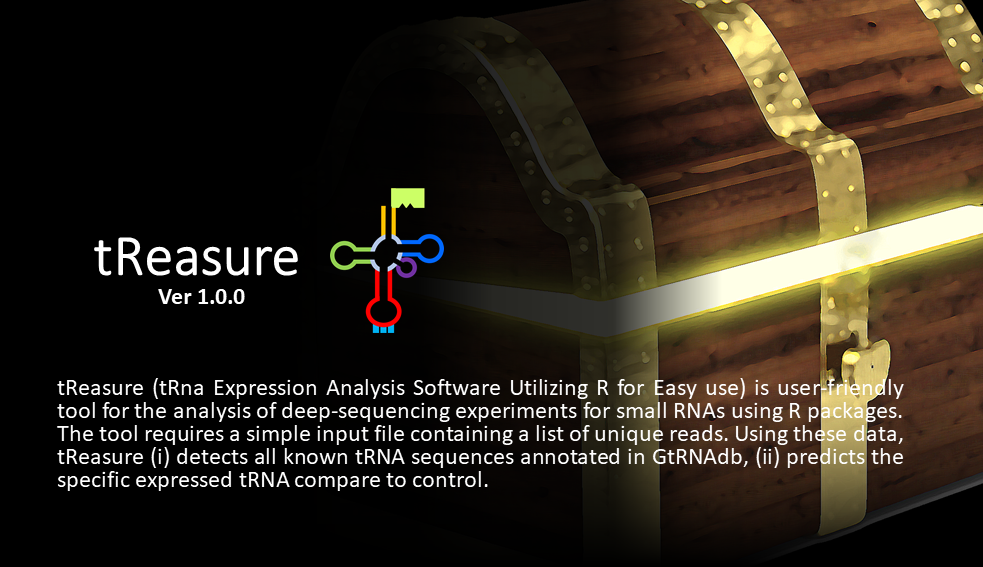 tReasure
Ver 1.0.0
tReasure (tRna Expression Analysis Software Utilizing R for Easy use) is user-friendly
tool for the analysis of deep-sequencing experiments for small RNAs using R packages.
The tool requires a simple input file containing a list of unique reads. Using these data,
tReasure (i) detects all known tRNA sequences annotated in GtRNAdb, (ii) predicts the
specific expressed tRNA compare to control.